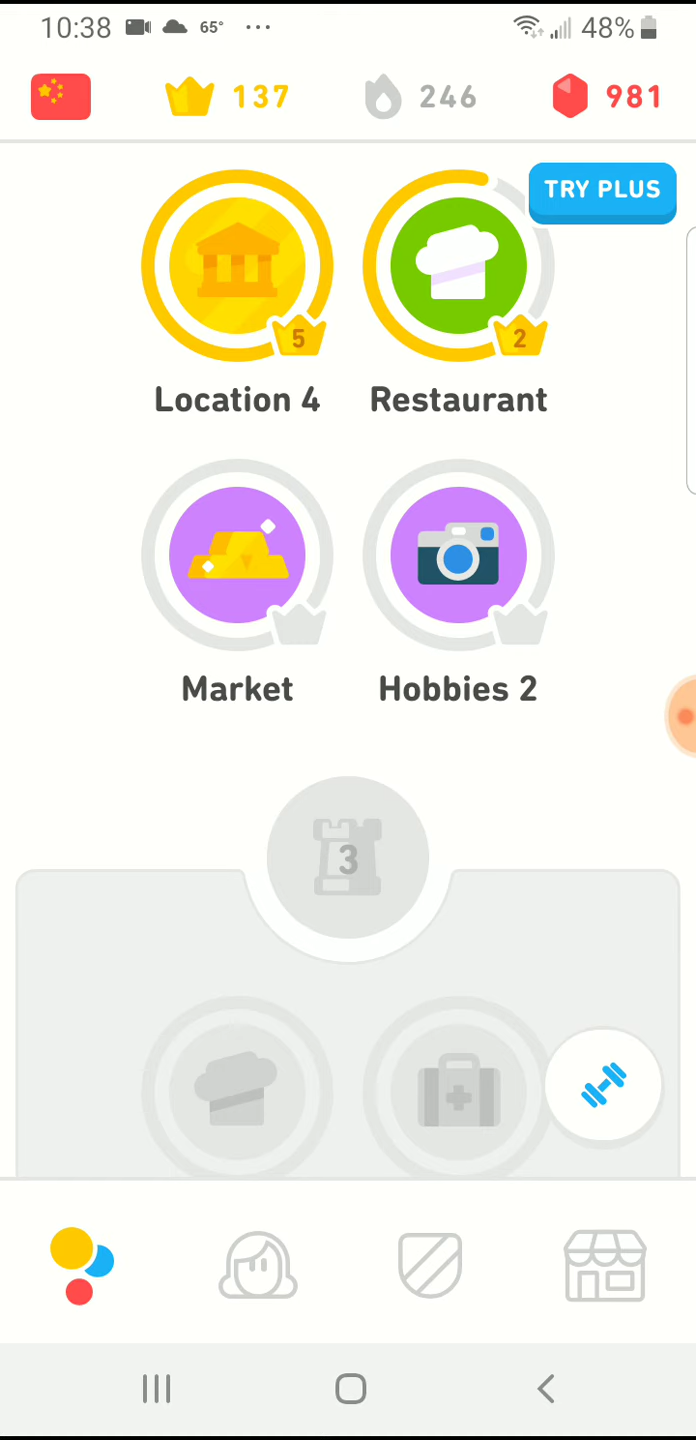 10:38 65° ... 48%
137 246 981
TRY PLUS
5 2
Location 4 Restaurant
Market Hobbies 2
3